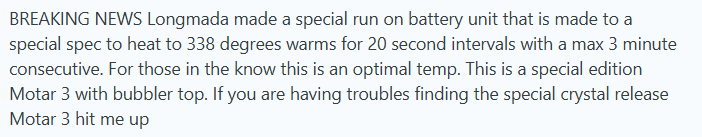 BREAKING NEWS Longmada made a special run on battery unit that is made to a
special spec to heat to 338 degrees warms for 20 second intervals with a max 3 minute
consecutive. For those in the know this is an optimal temp. This is a special edition
Motar 3 with bubbler top. If you are having troubles finding the special crystal release
Motar 3 hit me up